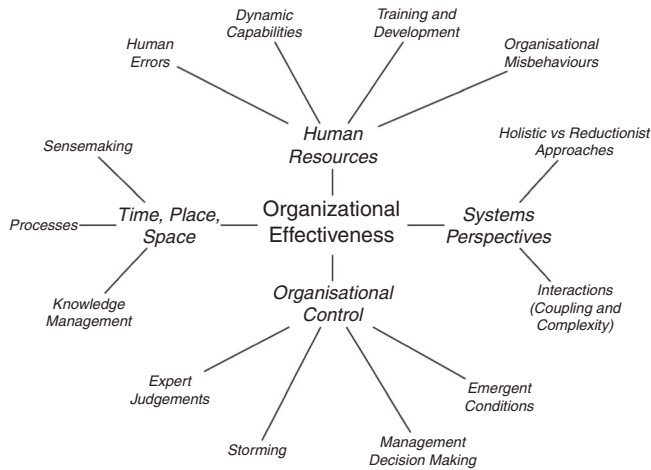 Dynamic
Capabilities
Training and
Development
Human
Errors
Organisational
Misbehaviours
Human
Resources
Sensemaking
Holistic vs Reductionist
Approaches
Processes
Time, Place,
Space
Organizational
Effectiveness
Systems
Perspectives
Knowledge
Management
Organisational
Control
Interactions
(Coupling and
Complexity)
Expert
Judgements
Emergent
Conditions
Storming
Management
Decision Making